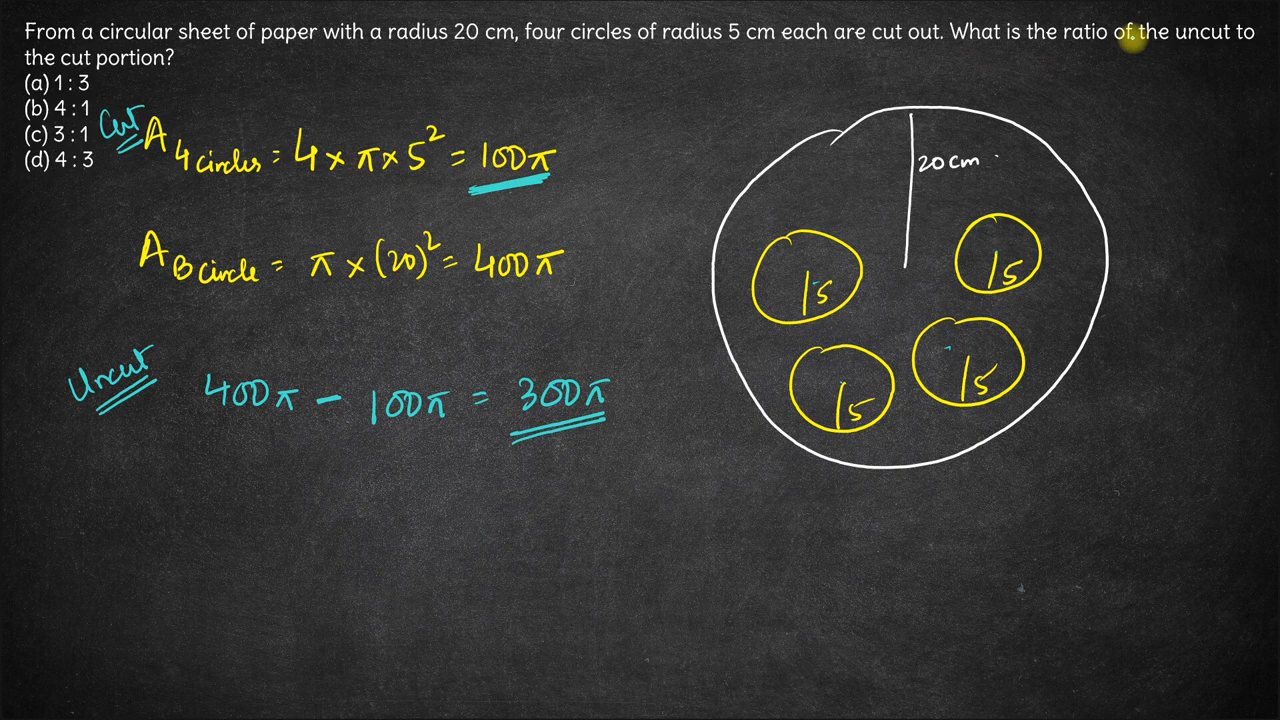 From a circular sheet of paper with a radius 20 cm, four circles of radius 5 cm each are cut out. What is the ratio of the uncut to
the cut portion?
(a) 1 : 3
(b) 4 : 1
(c) 3 : 1
(d) 4 : 3
Cut
A 4 circles = 4 × π × 5² = 100π
A B circle = π × (20)² = 400π
Uncut 400π - 100π = 300π
20 cm
5
5
5
5